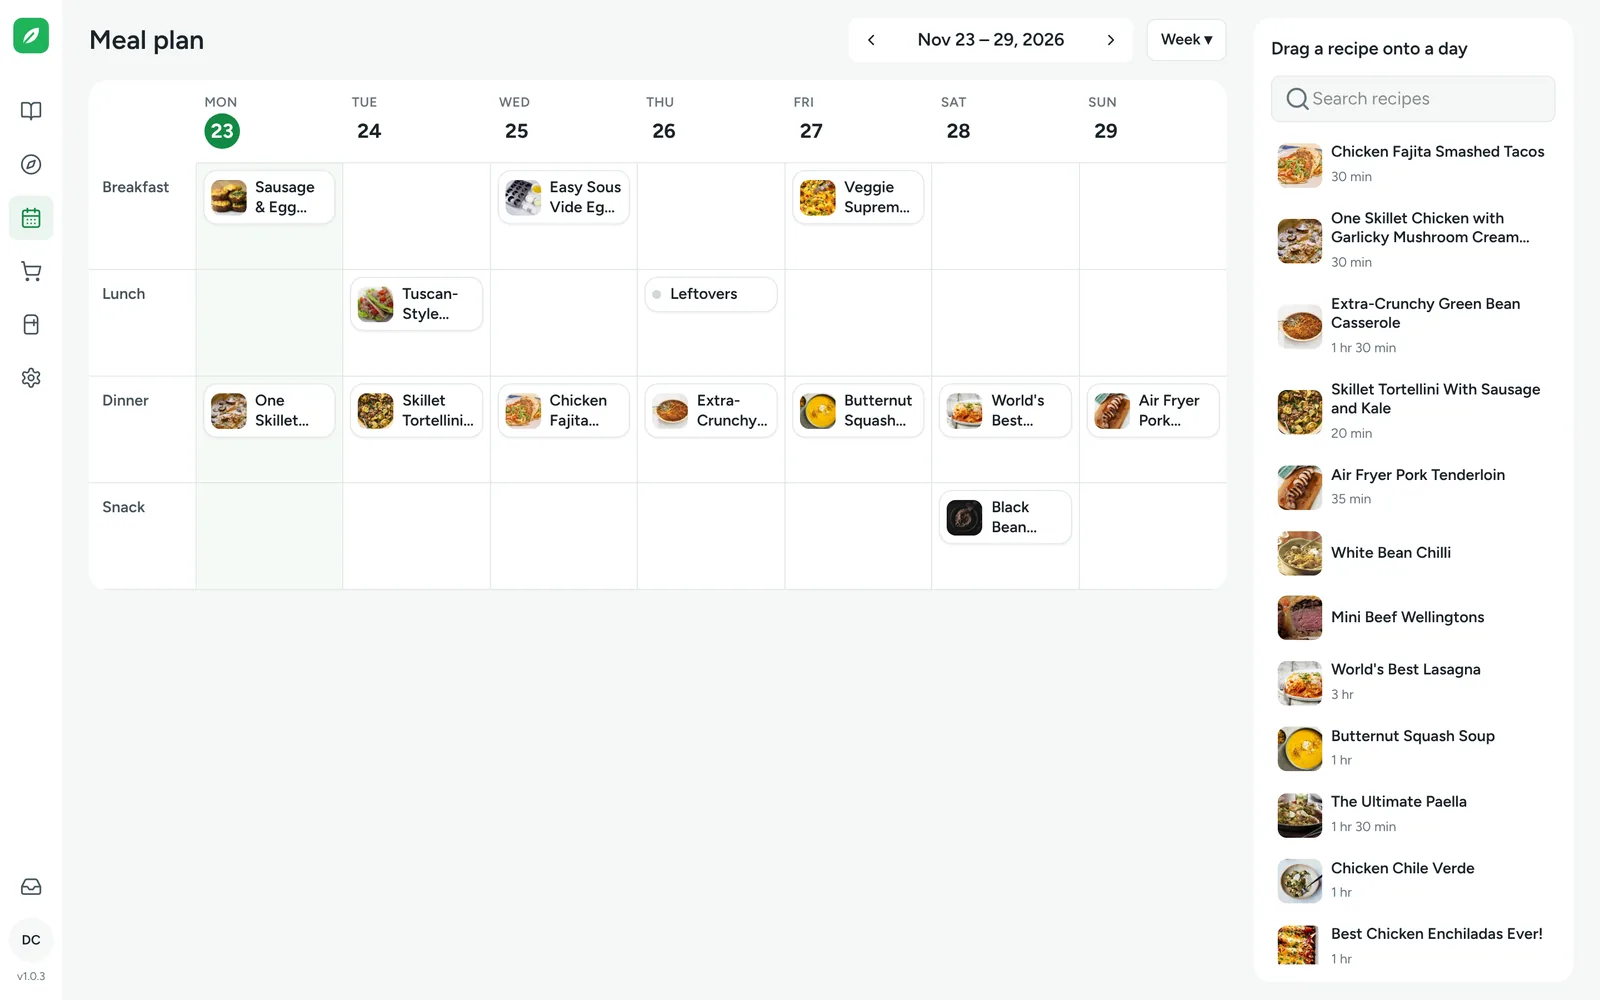 Meal plan
Nov 23 – 29, 2026
Week ▾
MON
TUE
WED
THU
FRI
SAT
SUN
23
24
25
26
27
28
29
Breakfast
Sausage
& Egg...
Easy Sous
Vide Eg...
Veggie
Suprem...
Lunch
Tuscan-
Style...
Leftovers
Dinner
One
Skillet...
Skillet
Tortellini...
Chicken
Fajita...
Extra-
Crunchy...
Butternut
Squash...
World's
Best...
Air Fryer
Pork...
Snack
Black
Bean...
DC
v1.0.3
Drag a recipe onto a day
Search recipes
Chicken Fajita Smashed Tacos
30 min
One Skillet Chicken with
Garlicky Mushroom Cream...
30 min
Extra-Crunchy Green Bean
Casserole
1 hr 30 min
Skillet Tortellini With Sausage
and Kale
20 min
Air Fryer Pork Tenderloin
35 min
White Bean Chilli
Mini Beef Wellingtons
World's Best Lasagna
3 hr
Butternut Squash Soup
1 hr
The Ultimate Paella
1 hr 30 min
Chicken Chile Verde
1 hr
Best Chicken Enchiladas Ever!
1 hr